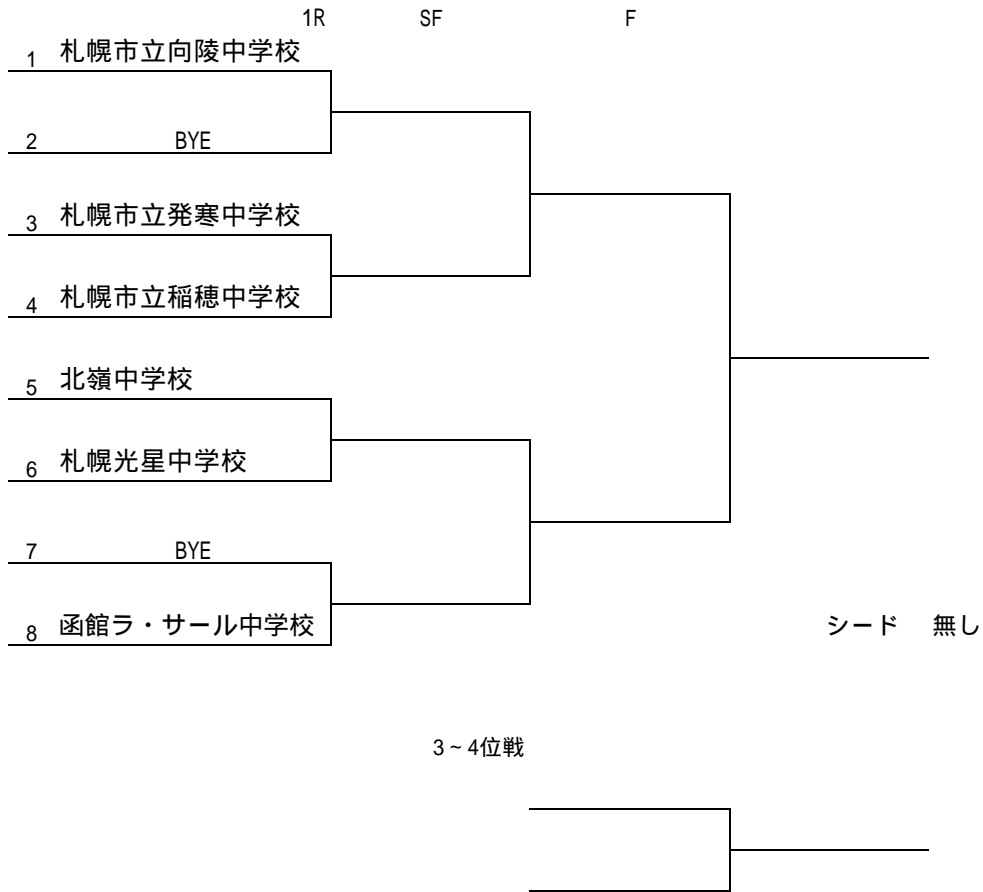 1R SF F
1 札幌市立向陵中学校
2 BYE
3 札幌市立発寒中学校
4 札幌市立稲穂中学校
5 北嶺中学校
6 札幌光星中学校
7 BYE
8 函館ラ・サール中学校
シード 無し
3~4位戦